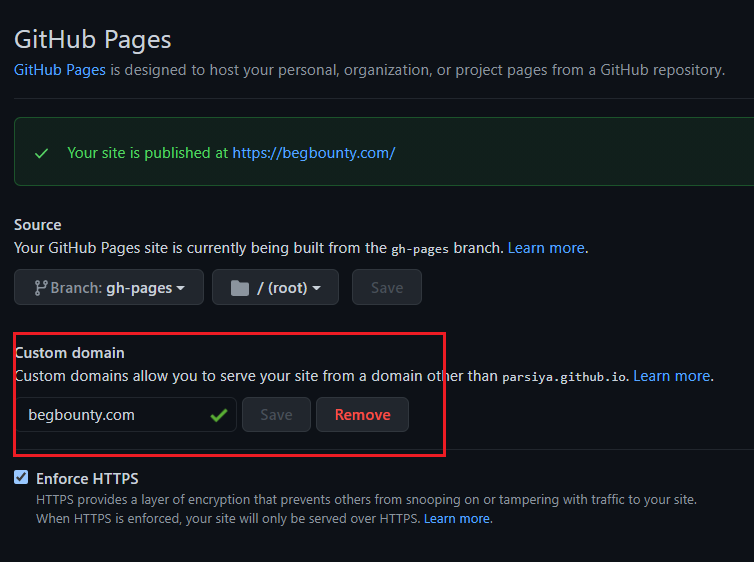 GitHub Pages
GitHub Pages is designed to host your personal, organization, or project pages from a GitHub repository.
Your site is published at https://begbounty.com/
Source
Your GitHub Pages site is currently being built from the gh-pages branch. Learn more.
Branch: gh-pages / (root) Save
Custom domain
Custom domains allow you to serve your site from a domain other than parsiya.github.io. Learn more.
begbounty.com Save Remove
Enforce HTTPS
HTTPS provides a layer of encryption that prevents others from snooping on or tampering with traffic to your site.
When HTTPS is enforced, your site will only be served over HTTPS. Learn more.